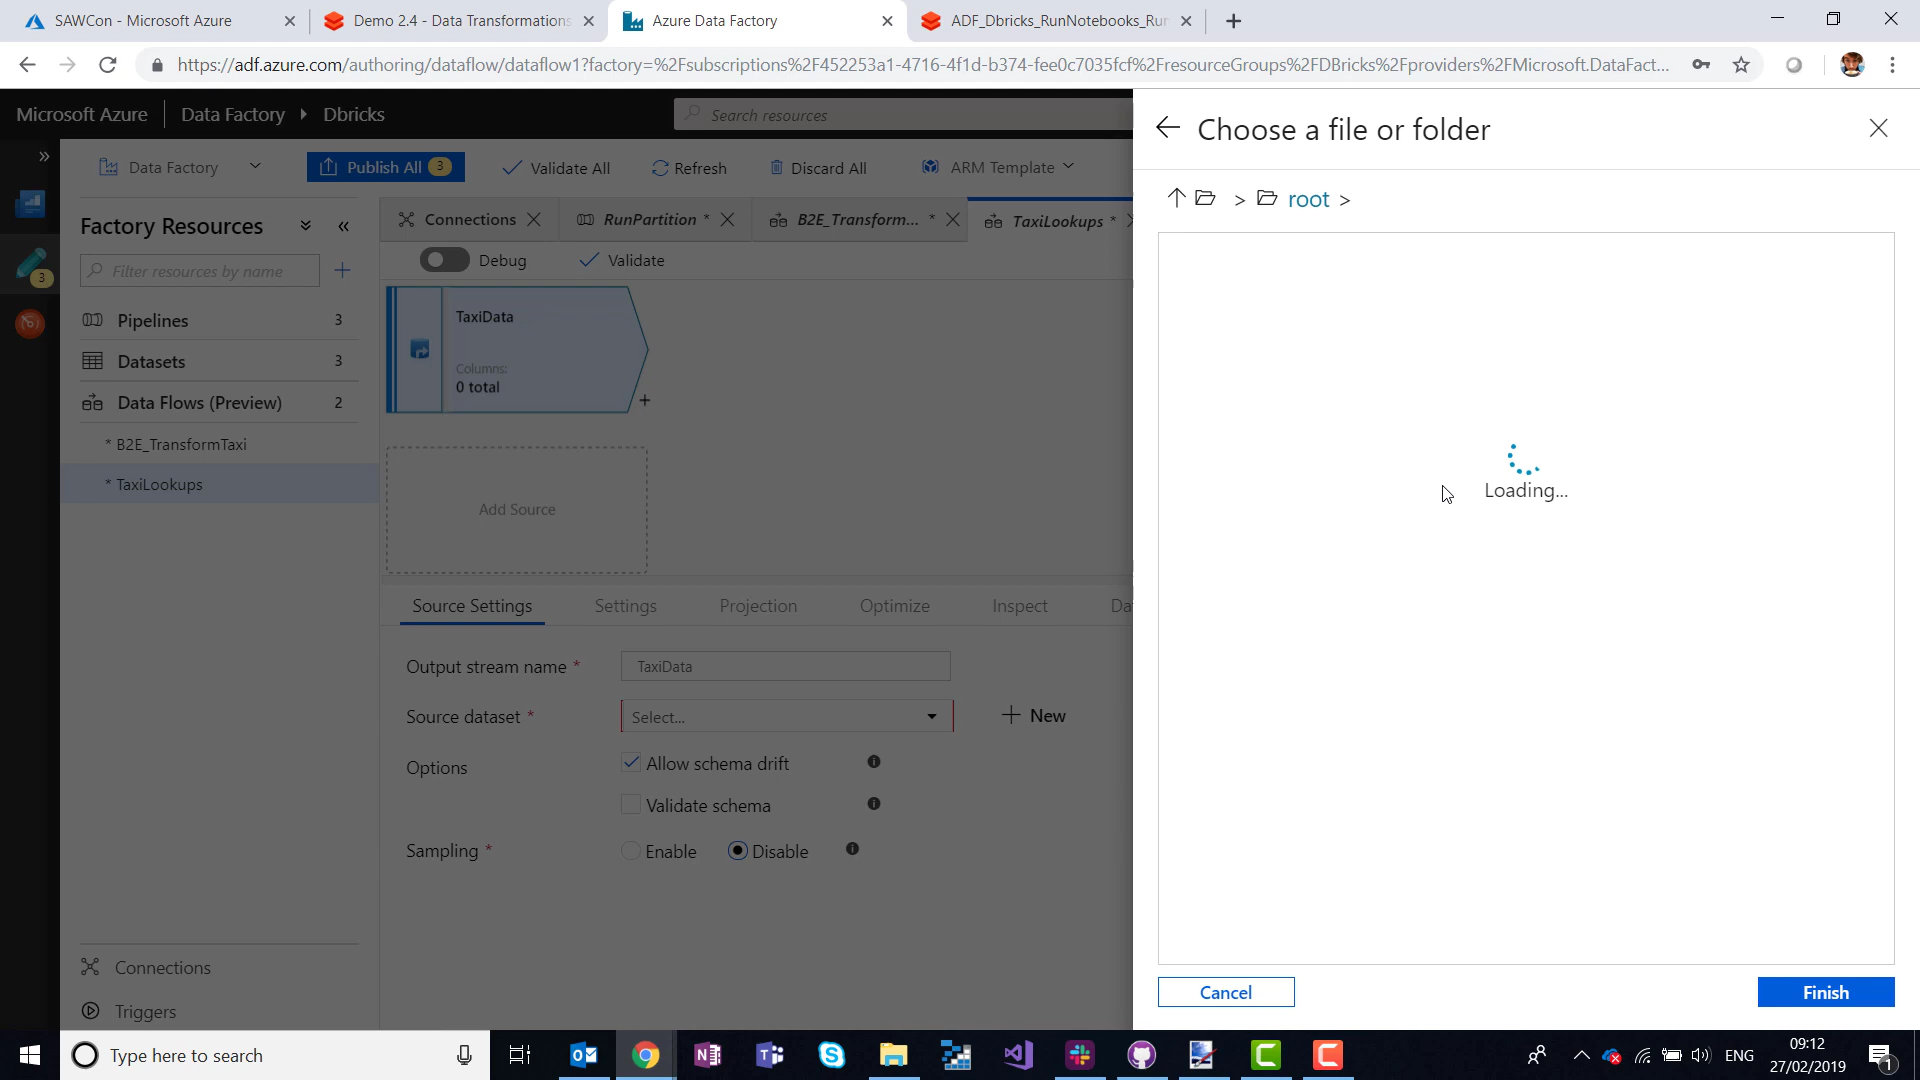 SAWCon - Microsoft Azure
Demo 2.4 - Data Transformations
Azure Data Factory
ADF_Dbricks_RunNotebooks_Run
https://adf.azure.com/authoring/dataflow/dataflow1?factory=%2Fsubscriptions%2F452253a1-4716-4f1d-b374-fee0c7035fcf%2FresourceGroups%2FDBricks%2Fproviders%2FMicrosoft.DataFact...
Microsoft Azure
Data Factory
Dbricks
Search resources
Choose a file or folder
Data Factory
Publish All 3
Validate All
Refresh
Discard All
ARM Template
> root >
Factory Resources
Connections
RunPartition *
B2E_Transform... *
TaxiLookups *
Filter resources by name
Debug
Validate
3
Pipelines 3
Datasets 3
Data Flows (Preview) 2
* B2E_TransformTaxi
* TaxiLookups
TaxiData
Columns:
0 total
Add Source
Loading...
Source Settings
Settings
Projection
Optimize
Inspect
Da
Output stream name *
TaxiData
Source dataset *
Select...
New
Options
Allow schema drift
Validate schema
Sampling *
Enable
Disable
Connections
Triggers
Cancel
Finish
Type here to search
ENG
09:12
27/02/2019
1